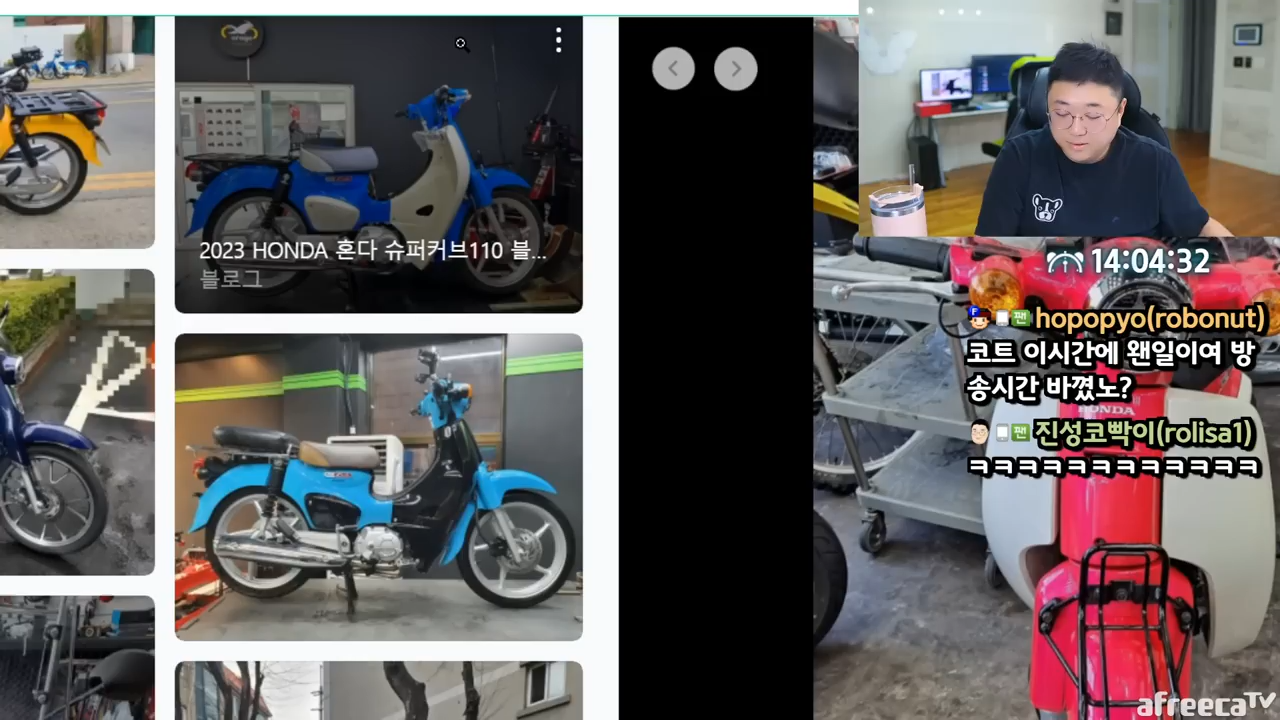 2023 HONDA 혼다 슈퍼커브110 블...
블로그
14:04:32
hopopyo(robonut)
코트 이시간에 왠일이여 방
송시간 바꼈노?
HONDA
진성코빡이(rolisa1)
ㅋㅋㅋㅋㅋㅋㅋㅋㅋㅋㅋㅋ
afreecaTV